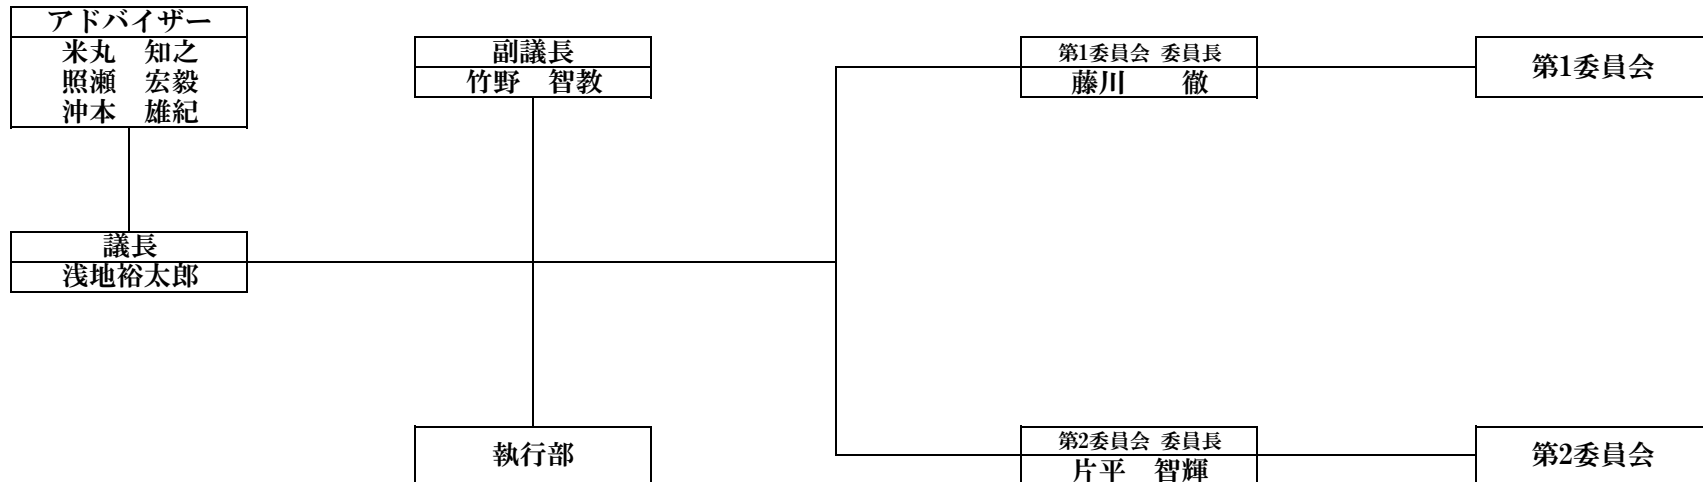 アドバイザー
米丸　知之
照瀬　宏毅
沖本　雄紀
議長
浅地裕太郎
副議長
竹野　智教
執行部
第1委員会 委員長
藤川　　徹
第1委員会
第2委員会 委員長
片平　智輝
第2委員会